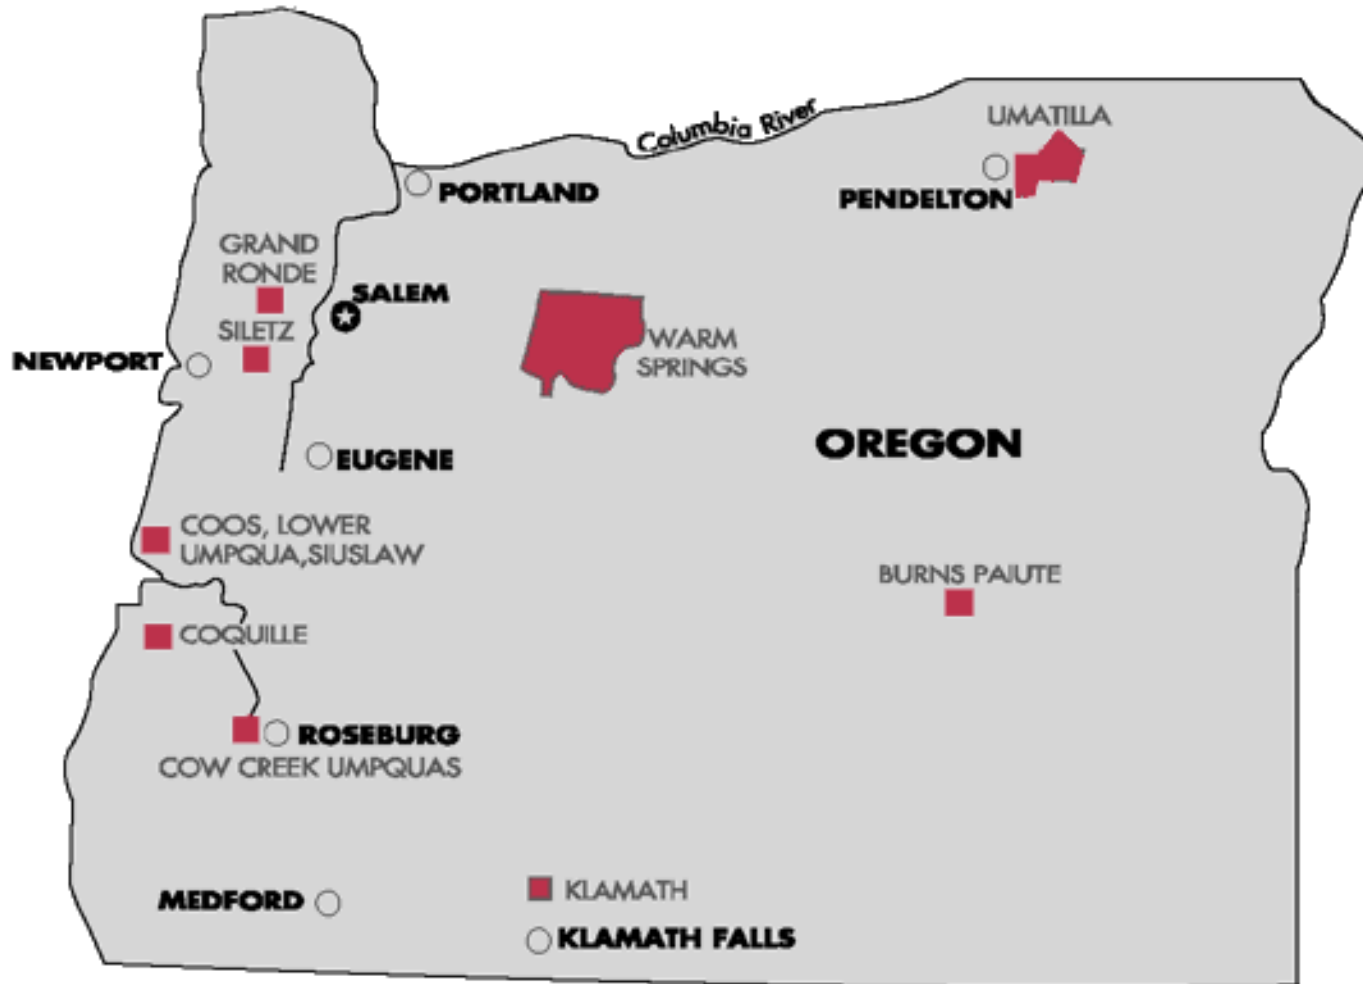 Columbia River
UMATILLA
PENDELTON
PORTLAND
GRAND
RONDE
SALEM
SILETZ
NEWPORT
WARM
SPRINGS
OREGON
EUGENE
COOS, LOWER
UMPQUA,SIUSLAW
BURNS PAIUTE
COQUILLE
ROSEBURG
COW CREEK UMPQUAS
MEDFORD
KLAMATH
KLAMATH FALLS